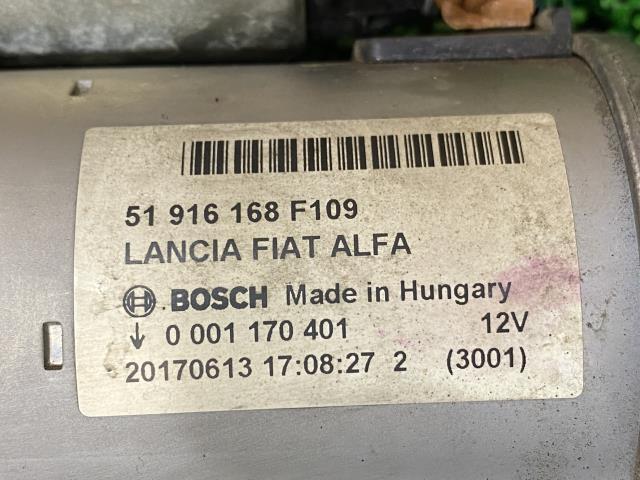 51 916 168 F109
LANCIA FIAT ALFA
BOSCH Made in Hungary
↓ 0 001 170 401 12V
20170613 17:08:27 2 (3001)